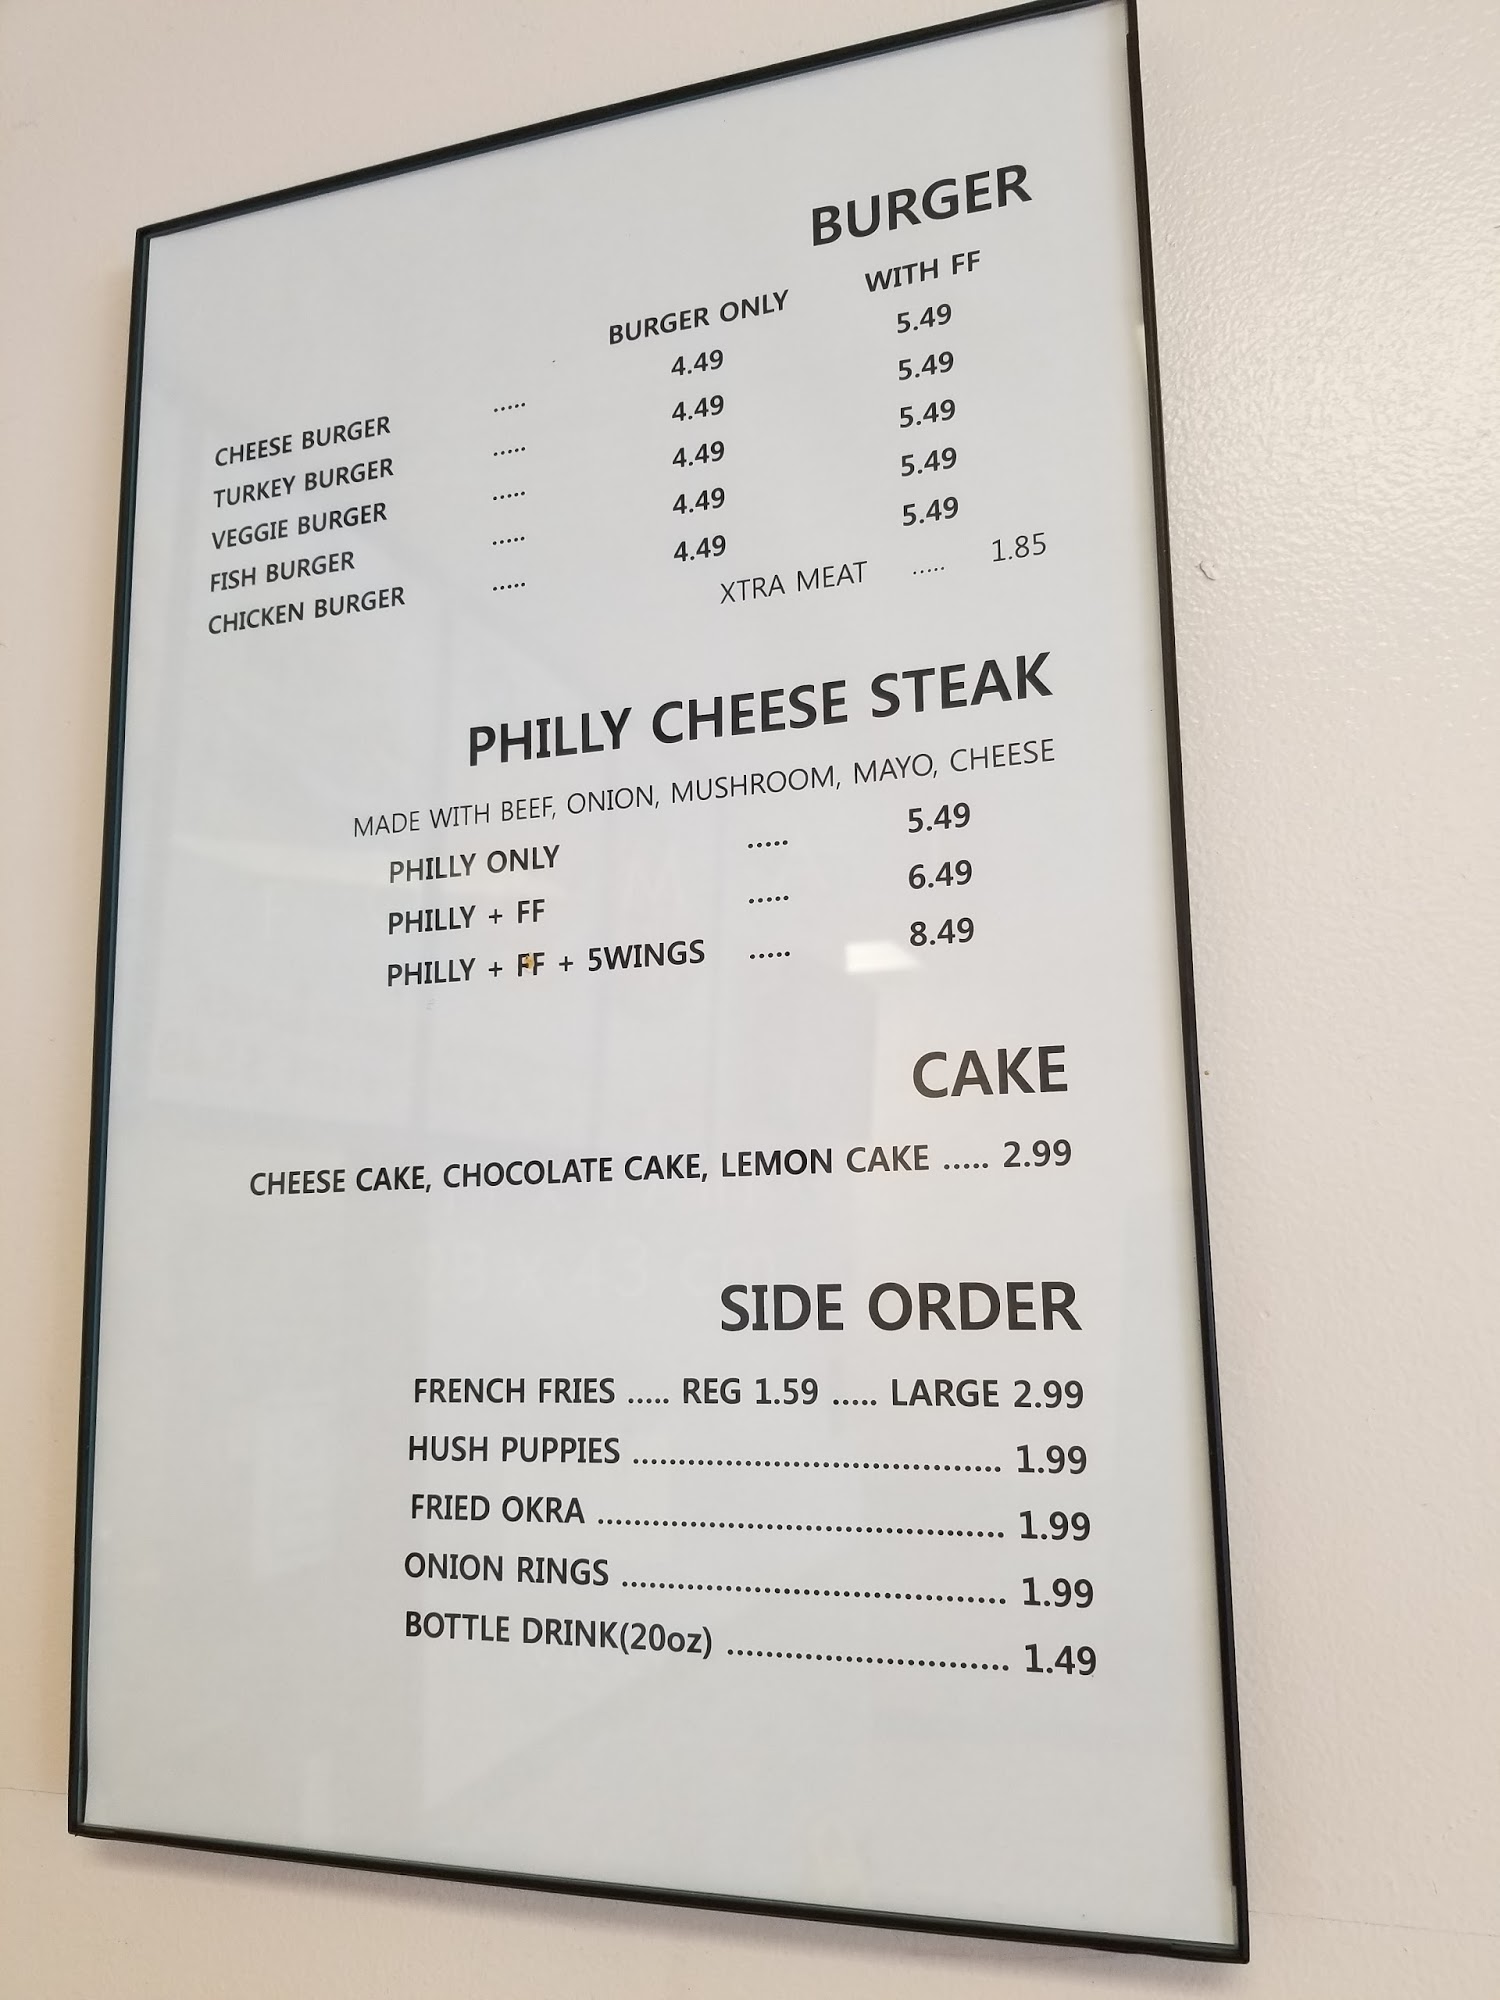 BURGER
BURGER ONLY WITH FF
CHEESE BURGER ..... 4.49 5.49
TURKEY BURGER ..... 4.49 5.49
VEGGIE BURGER ..... 4.49 5.49
FISH BURGER ..... 4.49 5.49
CHICKEN BURGER ..... 4.49 5.49
XTRA MEAT ..... 1.85
PHILLY CHEESE STEAK
MADE WITH BEEF, ONION, MUSHROOM, MAYO, CHEESE
PHILLY ONLY ..... 5.49
PHILLY + FF ..... 6.49
PHILLY + FF + 5WINGS ..... 8.49
CAKE
CHEESE CAKE, CHOCOLATE CAKE, LEMON CAKE ..... 2.99
SIDE ORDER
FRENCH FRIES ..... REG 1.59 ..... LARGE 2.99
HUSH PUPPIES ........................................ 1.99
FRIED OKRA ............................................ 1.99
ONION RINGS .......................................... 1.99
BOTTLE DRINK(20oz) .............................. 1.49